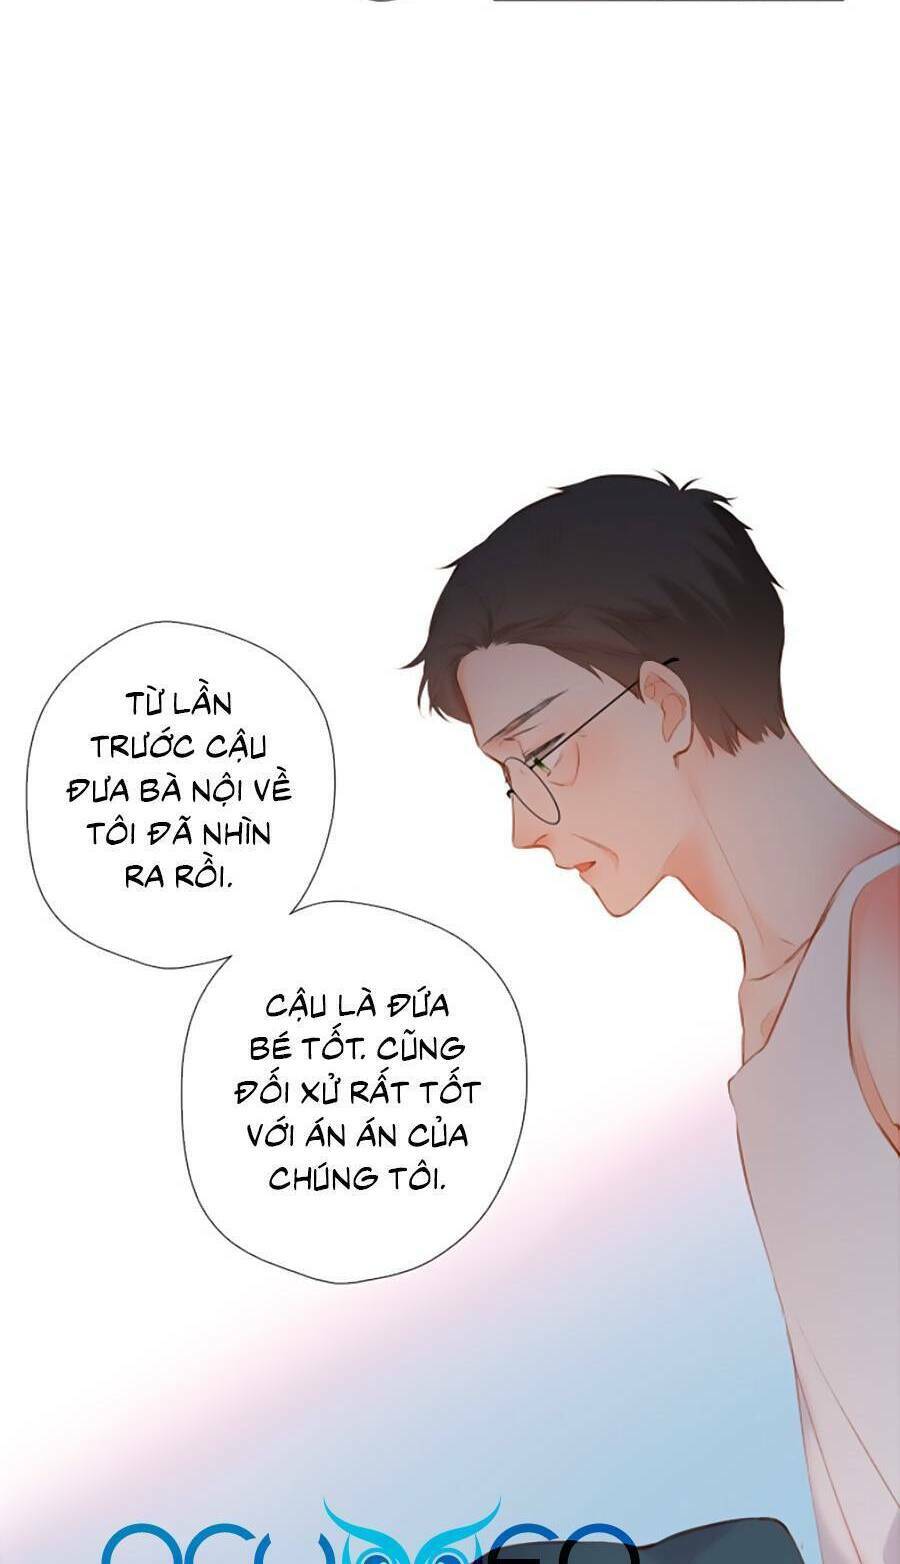 TỪ LẦN
TRƯỚC CẬU
ĐƯA BÀ NỘI VỀ
TÔI ĐÃ NHÌN
RA RỒI.
CẬU LÀ ĐỨA
BÉ TỐT. CŨNG
ĐỐI XỬ RẤT TỐT
VỚI ÁN ÁN CỦA
CHÚNG TÔI.